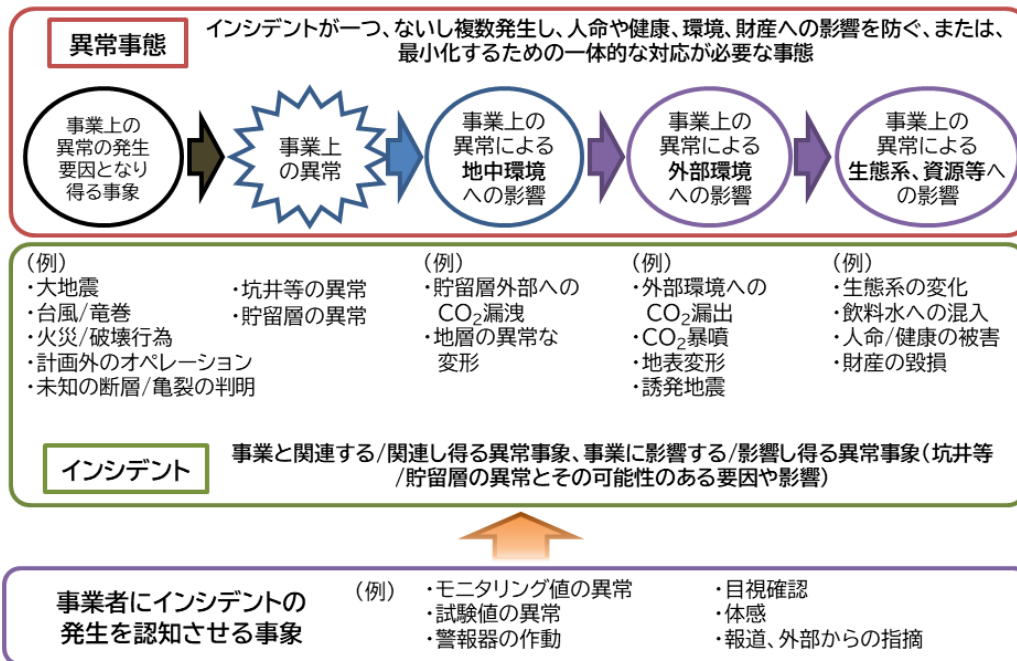 異常事態
インシデントが一つ、ないし複数発生し、人命や健康、環境、財産への影響を防ぐ、または、
最小化するための一体的な対応が必要な事態
事業上の
異常の発生
要因となり
得る事象
事業上
の異常
事業上の
異常による
地中環境
への影響
事業上の
異常による
外部環境
への影響
事業上の
異常による
生態系、資源等へ
の影響
(例)
・大地震
・台風/竜巻
・火災/破壊行為
・計画外のオペレーション
・未知の断層/亀裂の判明
・坑井等の異常
・貯留層の異常
(例)
・貯留層外部への
CO₂漏洩
・地層の異常な
変形
(例)
・外部環境への
CO₂漏出
・CO₂暴噴
・地表変形
・誘発地震
(例)
・生態系の変化
・飲料水への混入
・人命/健康の被害
・財産の毀損
インシデント
事業と関連する/関連し得る異常事象、事業に影響する/影響し得る異常事象(坑井等
/貯留層の異常とその可能性のある要因や影響)
事業者にインシデントの
発生を認知させる事象
(例)
・モニタリング値の異常
・試験値の異常
・警報器の作動
・目視確認
・体感
・報道、外部からの指摘